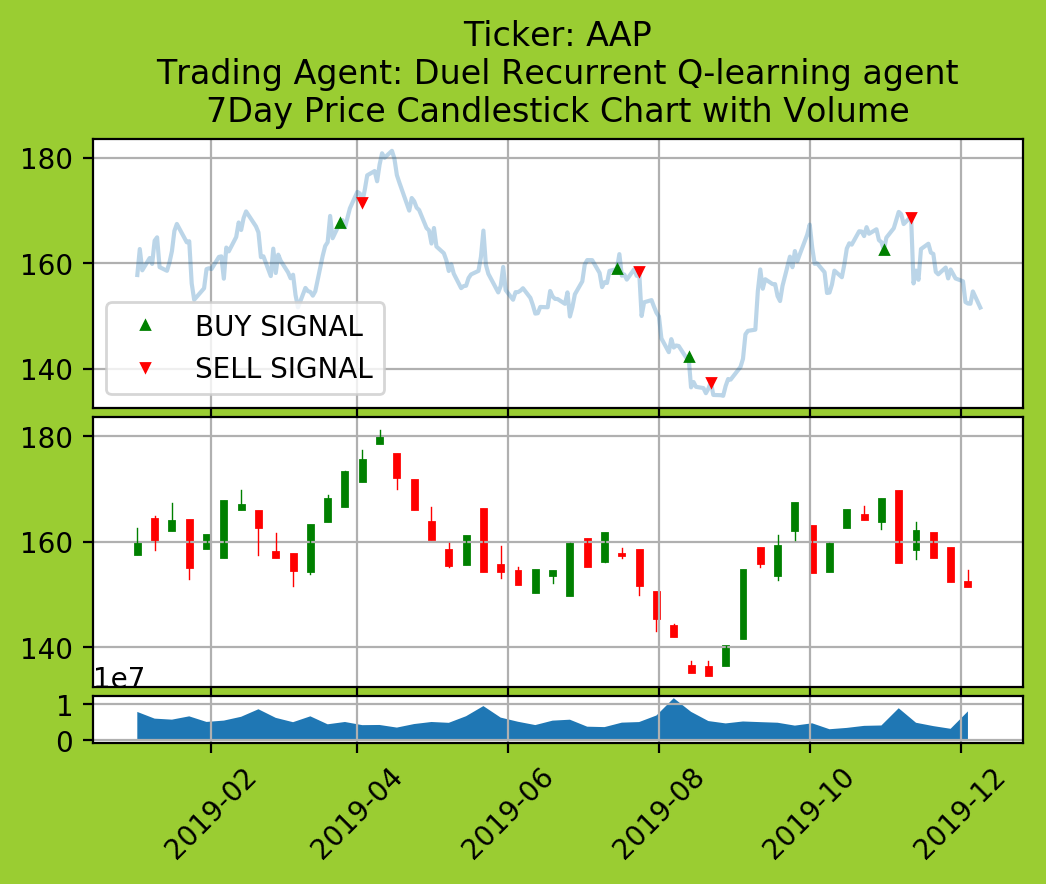 Ticker: AAP
Trading Agent: Duel Recurrent Q-learning agent
7Day Price Candlestick Chart with Volume
180
160
140
BUY SIGNAL
SELL SIGNAL
180
160
140
1e7
1
0
2019-02
2019-04
2019-06
2019-08
2019-10
2019-12